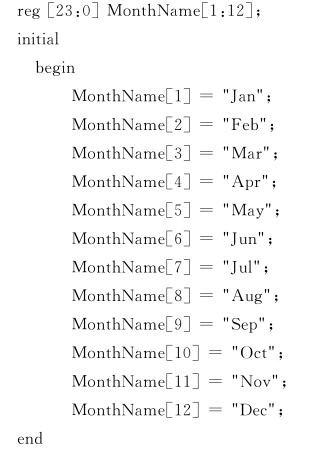 reg [23:0] MonthName[1:12];
initial
begin
MonthName[1] = "Jan";
MonthName[2] = "Feb";
MonthName[3] = "Mar";
MonthName[4] = "Apr";
MonthName[5] = "May";
MonthName[6] = "Jun";
MonthName[7] = "Jul";
MonthName[8] = "Aug";
MonthName[9] = "Sep";
MonthName[10] = "Oct";
MonthName[11] = "Nov";
MonthName[12] = "Dec";
end